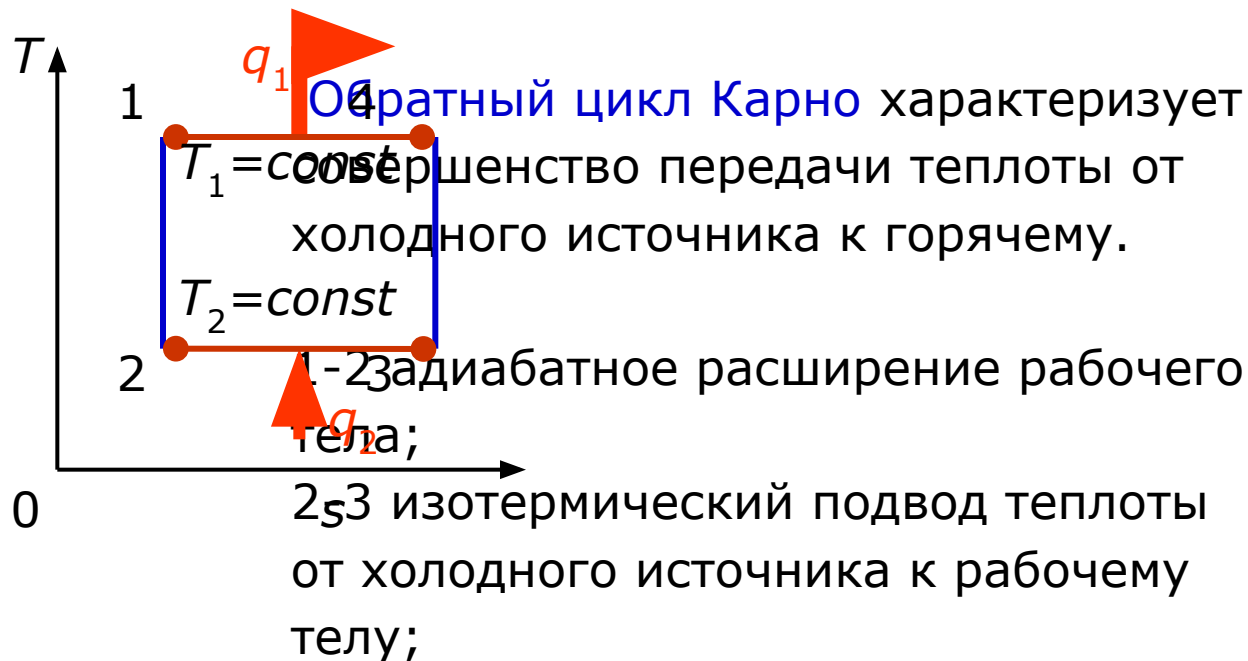 T
q1
1
4
Обратный цикл Карно характеризует
совершенство передачи теплоты от
холодного источника к горячему.
T1=const
T2=const
2
3
1-2 адиабатное расширение рабочего
тела;
q2
0
s
2-3 изотермический подвод теплоты
от холодного источника к рабочему
телу;